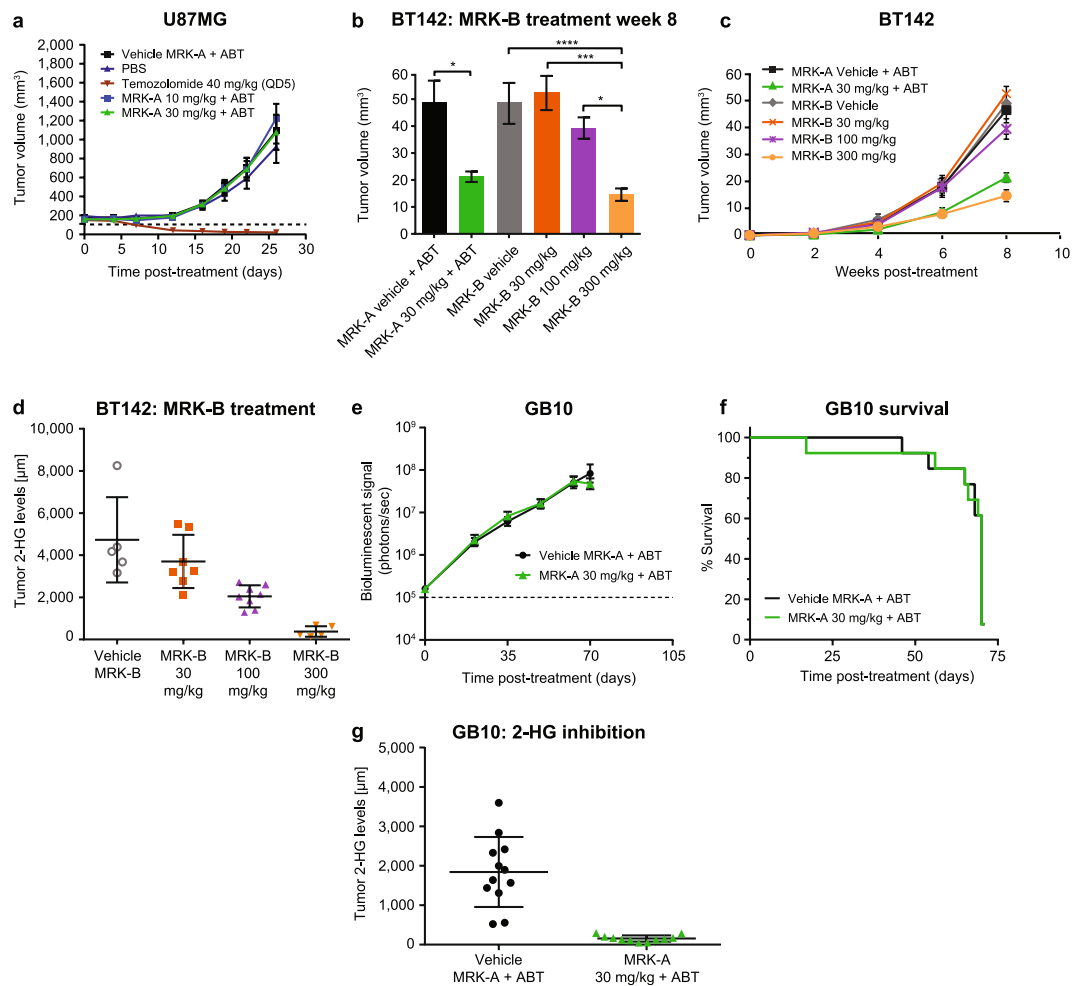 a
U87MG
Tumor volume (mm³)
2,000
1,800
1,600
1,400
1,200
1,000
800
600
400
200
0
0 5 10 15 20 25 30
Time post-treatment (days)
Vehicle MRK-A + ABT
PBS
Temozolomide 40 mg/kg (QD5)
MRK-A 10 mg/kg + ABT
MRK-A 30 mg/kg + ABT
b
BT142: MRK-B treatment week 8
Tumor volume (mm³)
60
50
40
30
20
10
0
****
***
*
*
MRK-A vehicle + ABT
MRK-A 30 mg/kg + ABT
MRK-B vehicle
MRK-B 30 mg/kg
MRK-B 100 mg/kg
MRK-B 300 mg/kg
c
BT142
Tumor volume (mm³)
60
50
40
30
20
10
0
0 2 4 6 8 10
Weeks post-treatment
MRK-A Vehicle + ABT
MRK-A 30 mg/kg + ABT
MRK-B Vehicle
MRK-B 30 mg/kg
MRK-B 100 mg/kg
MRK-B 300 mg/kg
d
BT142: MRK-B treatment
Tumor 2-HG levels [µm]
10,000
8,000
6,000
4,000
2,000
0
Vehicle
MRK-B
MRK-B
30
mg/kg
MRK-B
100
mg/kg
MRK-B
300
mg/kg
e
GB10
Bioluminescent signal
(photons/sec)
10⁹
10⁸
10⁷
10⁶
10⁵
10⁴
0 35 70 105
Time post-treatment (days)
Vehicle MRK-A + ABT
MRK-A 30 mg/kg + ABT
f
GB10 survival
% Survival
100
80
60
40
20
0
0 25 50 75
Time post-treatment (days)
Vehicle MRK-A + ABT
MRK-A 30 mg/kg + ABT
g
GB10: 2-HG inhibition
Tumor 2-HG levels [µm]
5,000
4,000
3,000
2,000
1,000
0
Vehicle
MRK-A + ABT
MRK-A
30 mg/kg + ABT